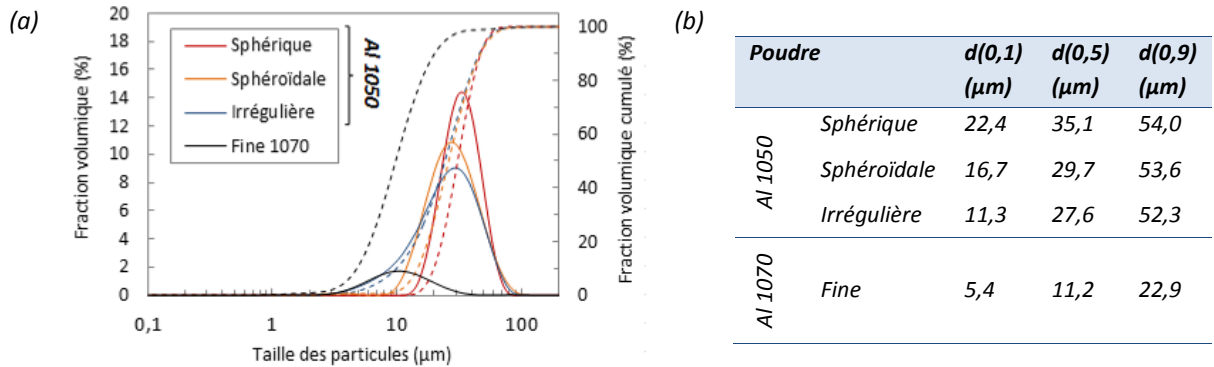 (a)
Fraction volumique (%)
20
18
16
14
12
10
8
6
4
2
0
Sphérique
Sphéroïdale
Irrégulière
Fine 1070
Al 1050
100
80
60
40
20
0
Fraction volumique cumulé (%)
0,1
1
10
100
Taille des particules (μm)
(b)
Poudre d(0,1) d(0,5) d(0,9)
(μm) (μm) (μm)
Al 1050
Sphérique 22,4 35,1 54,0
Sphéroïdale 16,7 29,7 53,6
Irrégulière 11,3 27,6 52,3
Al 1070
Fine 5,4 11,2 22,9